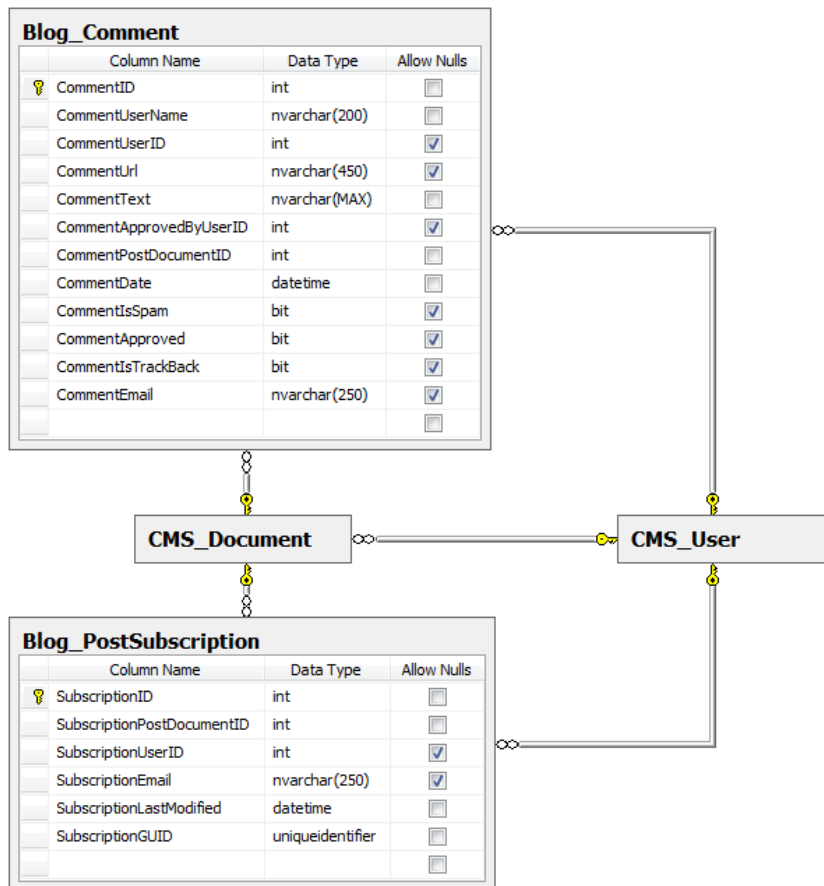 Blog_Comment
Column Name Data Type Allow Nulls
CommentID int
CommentUserName nvarchar(200)
CommentUserID int
CommentUrl nvarchar(450)
CommentText nvarchar(MAX)
CommentApprovedByUserID int
CommentPostDocumentID int
CommentDate datetime
CommentIsSpam bit
CommentApproved bit
CommentIsTrackBack bit
CommentEmail nvarchar(250)
CMS_Document CMS_User
Blog_PostSubscription
Column Name Data Type Allow Nulls
SubscriptionID int
SubscriptionPostDocumentID int
SubscriptionUserID int
SubscriptionEmail nvarchar(250)
SubscriptionLastModified datetime
SubscriptionGUID uniqueidentifier